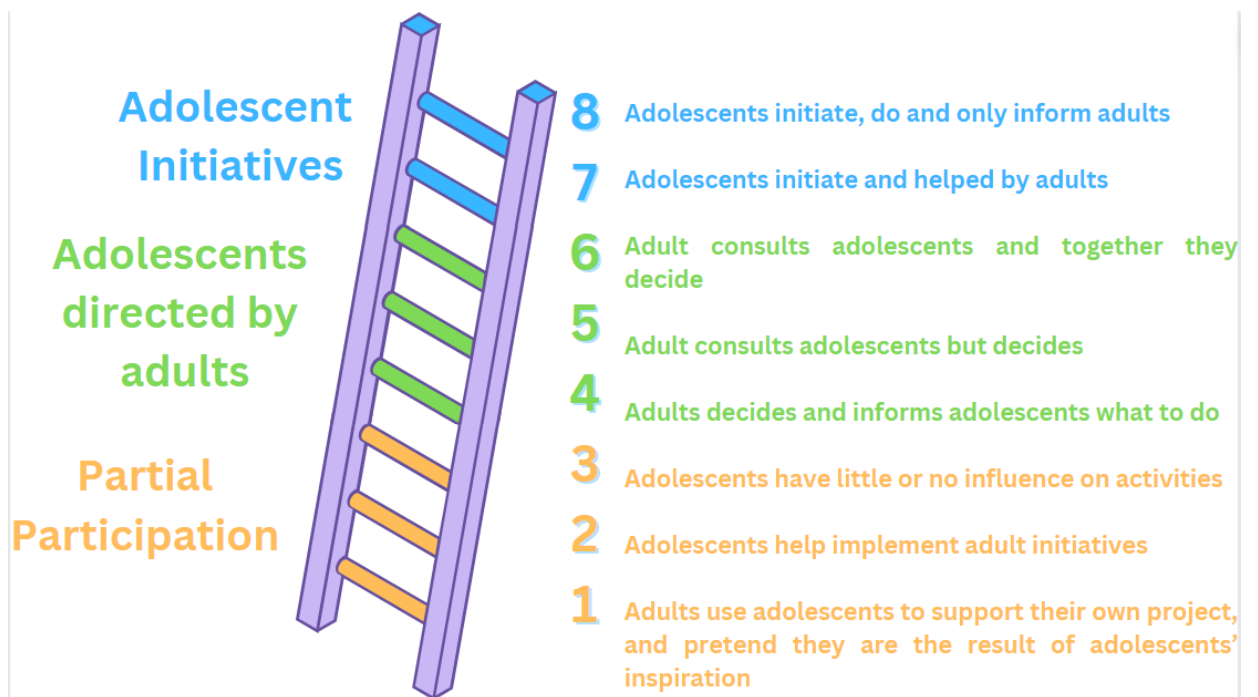 Adolescent
Initiatives
Adolescents
directed by
adults
Partial
Participation
8 Adolescents initiate, do and only inform adults
7 Adolescents initiate and helped by adults
6 Adult consults adolescents and together they
decide
5 Adult consults adolescents but decides
4 Adults decides and informs adolescents what to do
3 Adolescents have little or no influence on activities
2 Adolescents help implement adult initiatives
1 Adults use adolescents to support their own project,
and pretend they are the result of adolescents’
inspiration